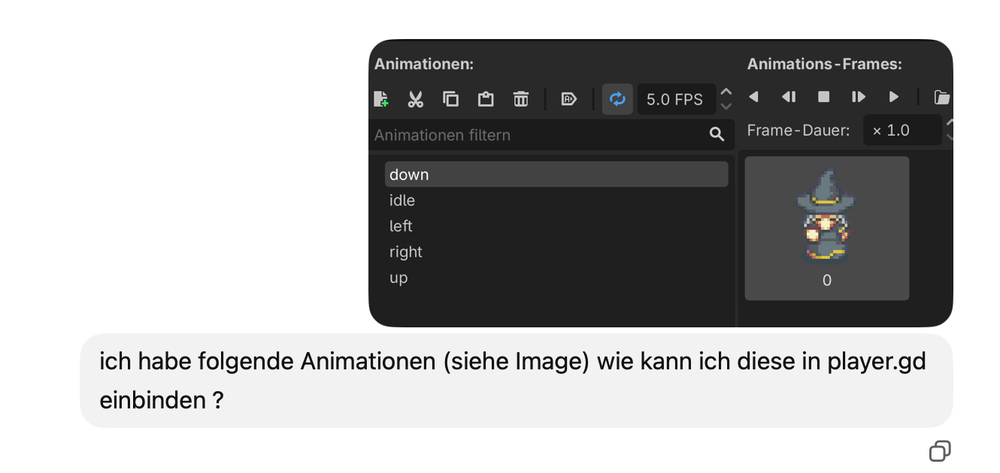 Animationen:
Animations-Frames:
5.0 FPS
Animationen filtern
Frame-Dauer:
× 1.0
down
idle
left
right
up
0
ich habe folgende Animationen (siehe Image) wie kann ich diese in player.gd
einbinden ?